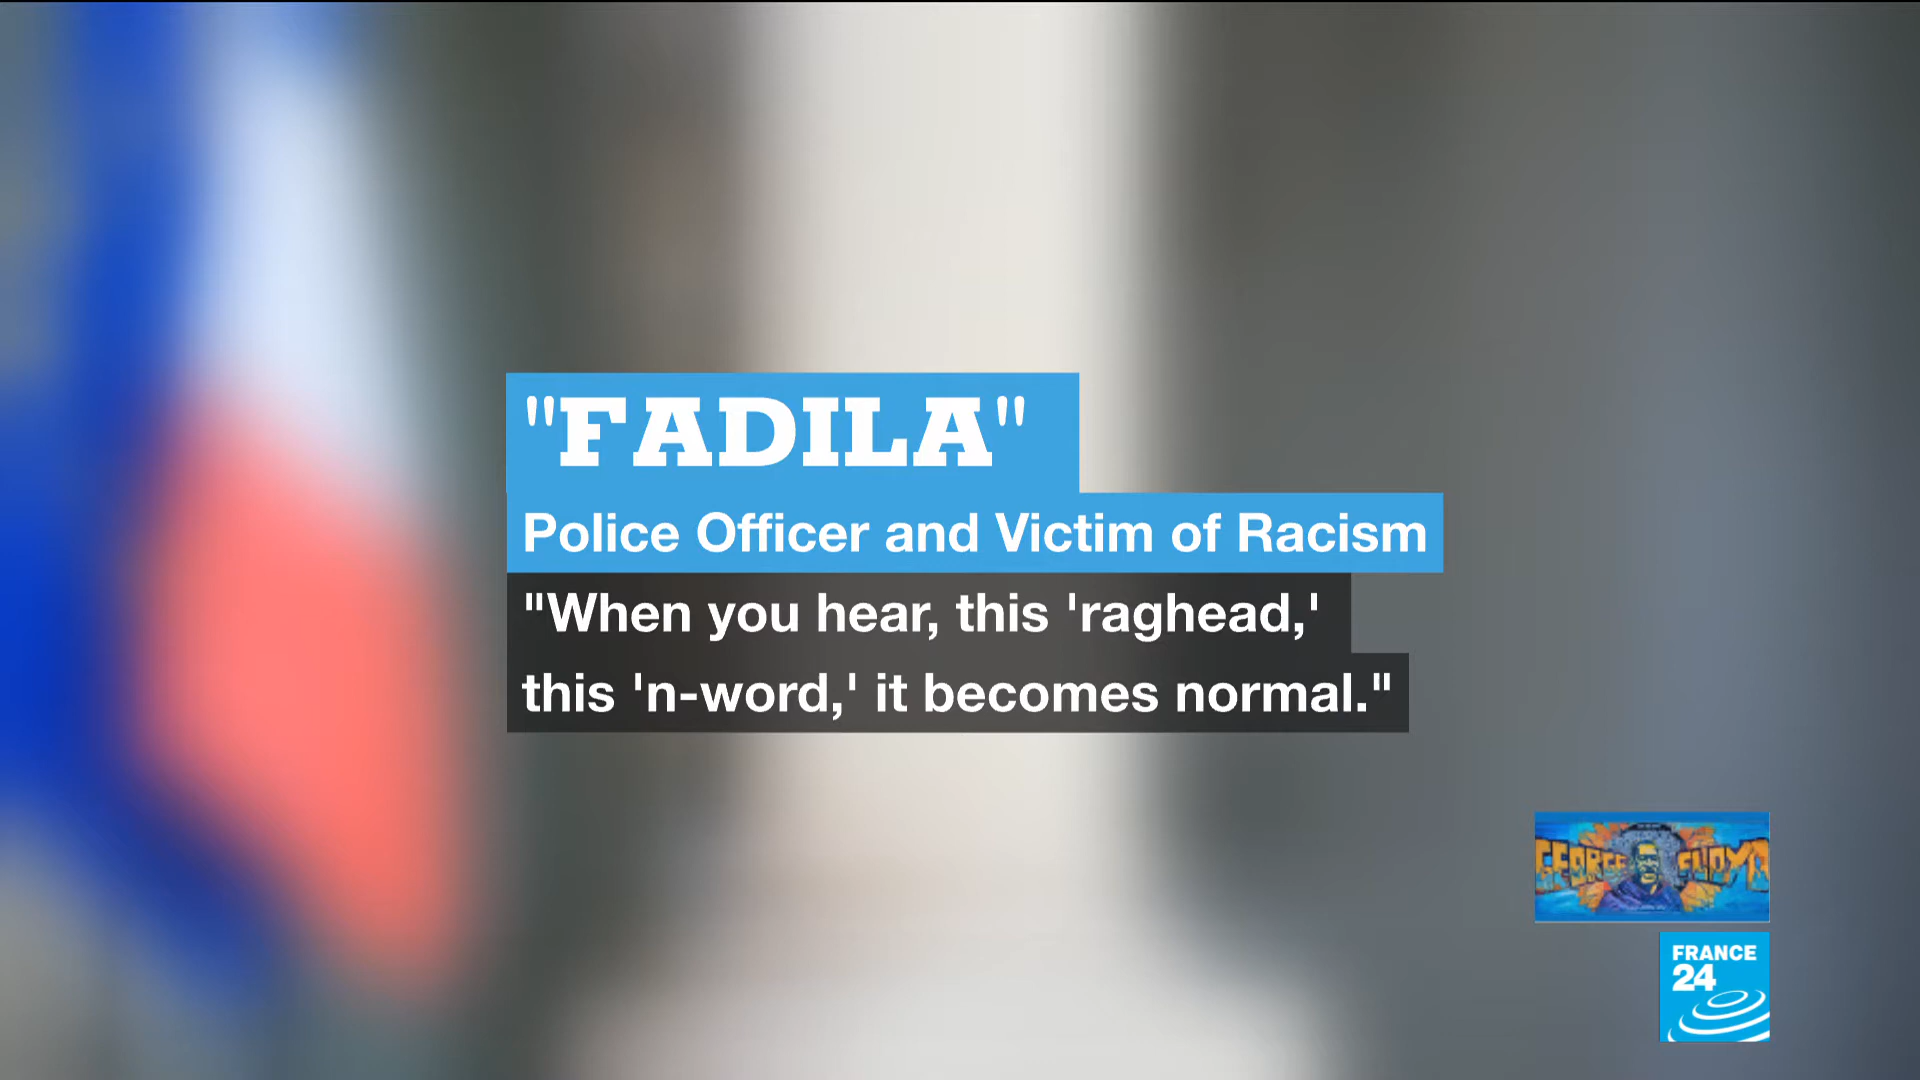 "FADILA"
Police Officer and Victim of Racism
"When you hear, this 'raghead,'
this 'n-word,' it becomes normal."
GEORGE FLOYD
FRANCE
24